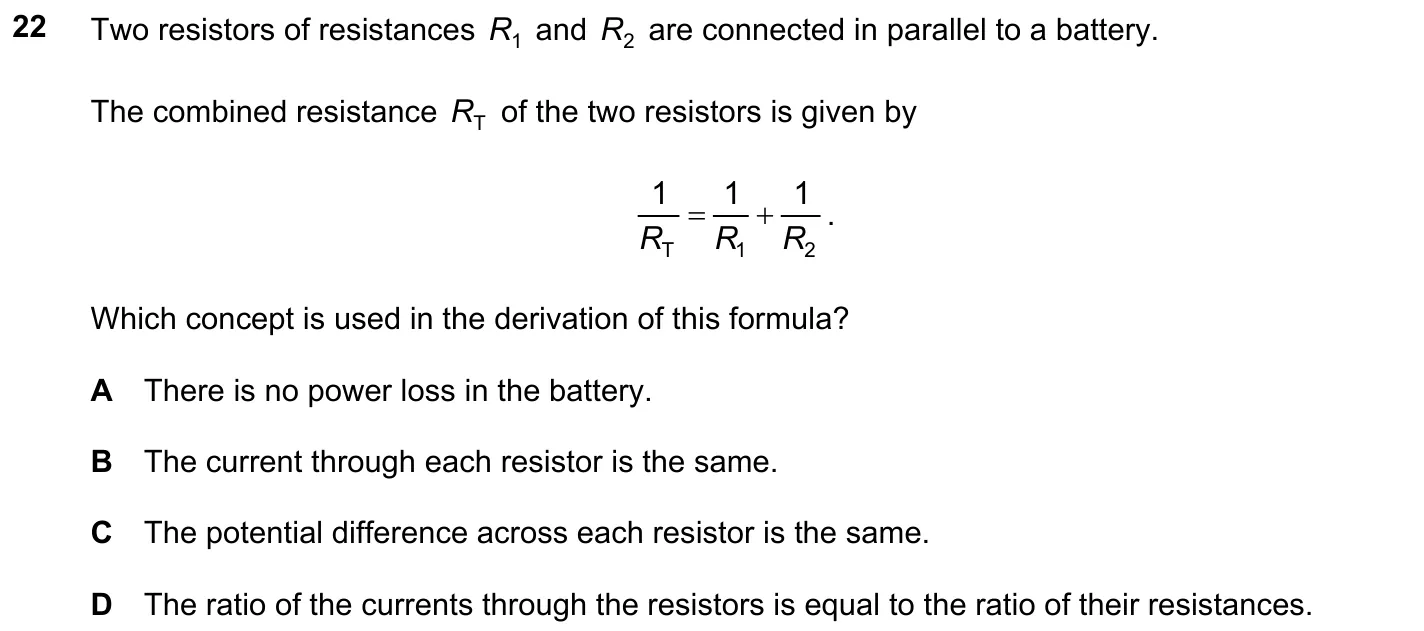 22 Two resistors of resistances R₁ and R₂ are connected in parallel to a battery.
The combined resistance R_T of the two resistors is given by
1/R_T = 1/R₁ + 1/R₂.
Which concept is used in the derivation of this formula?
A There is no power loss in the battery.
B The current through each resistor is the same.
C The potential difference across each resistor is the same.
D The ratio of the currents through the resistors is equal to the ratio of their resistances.